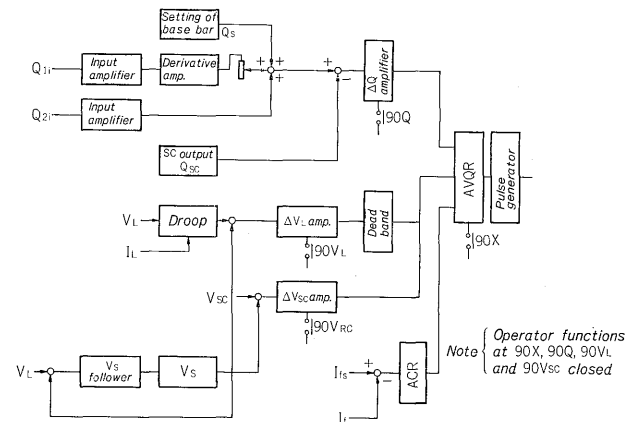 Setting of
base bar
Qs
Q1i
Input
amplifier
Derivative
amp.
+
+
+
+
−
ΔQ
amplifier
90Q
Q2i
Input
amplifier
SC output
QSC
AVQR
Pulse
generator
90X
VL
Droop
IL
ΔVL amp.
90VL
Dead
band
VSC
ΔVSC amp.
90VRC
VL
VS
follower
VS
Ifs
+
−
If
ACR
Note { Operator functions
at 90X, 90Q, 90VL
and 90VSC closed